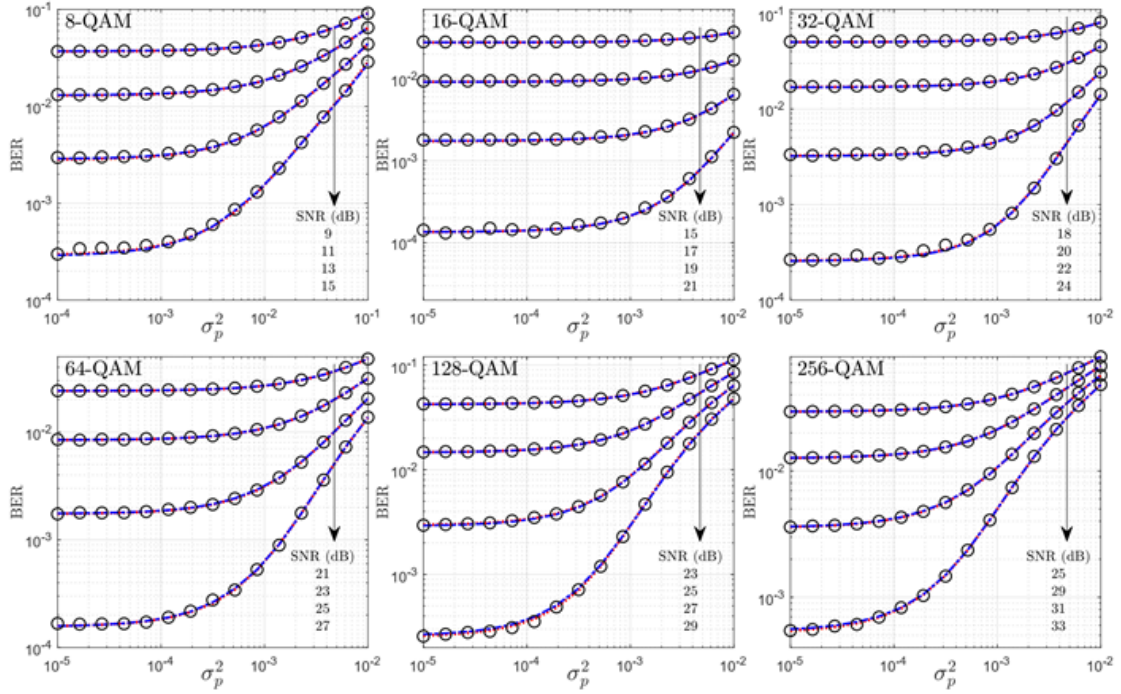 8-QAM
10^-1
10^-2
10^-3
10^-4
BER
SNR (dB)
9
11
13
15
10^-4 10^-3 10^-2 10^-1
σ_p^2
16-QAM
10^-2
10^-3
10^-4
BER
SNR (dB)
15
17
19
21
10^-5 10^-4 10^-3 10^-2
σ_p^2
32-QAM
10^-1
10^-2
10^-3
10^-4
BER
SNR (dB)
18
20
22
24
10^-5 10^-4 10^-3 10^-2
σ_p^2
64-QAM
10^-2
10^-3
10^-4
BER
SNR (dB)
21
23
25
27
10^-5 10^-4 10^-3 10^-2
σ_p^2
128-QAM
10^-1
10^-2
10^-3
BER
SNR (dB)
23
25
27
29
10^-5 10^-4 10^-3 10^-2
σ_p^2
256-QAM
10^-2
10^-3
BER
SNR (dB)
25
29
31
33
10^-5 10^-4 10^-3 10^-2
σ_p^2